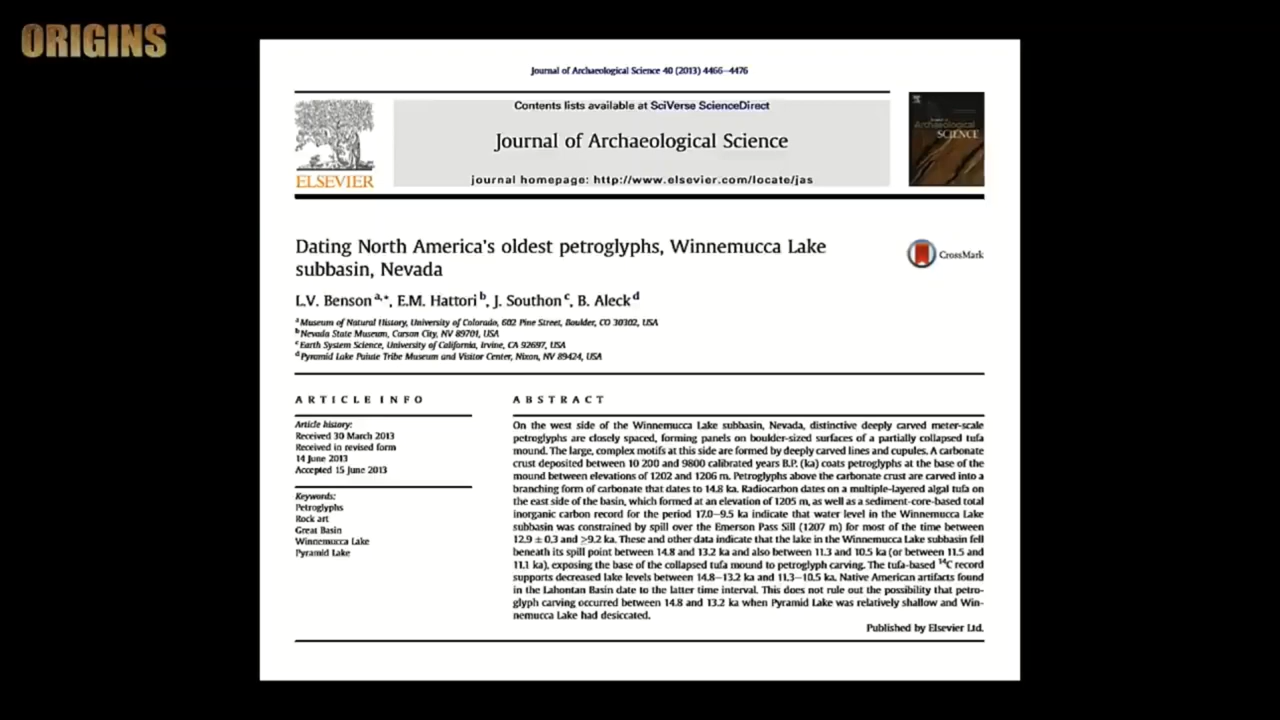 ORIGINS
Journal of Archaeological Science 40 (2013) 4466–4476
Contents lists available at SciVerse ScienceDirect
Journal of Archaeological Science
journal homepage: http://www.elsevier.com/locate/jas
ELSEVIER
Archaeological
SCIENCE
Dating North America's oldest petroglyphs, Winnemucca Lake
subbasin, Nevada
CrossMark
L.V. Benson a,*, E.M. Hattori b, J. Southon c, B. Aleck d
a Museum of Natural History, University of Colorado, 602 Pine Street, Boulder, CO 30302, USA
b Nevada State Museum, Carson City, NV 89701, USA
c Earth System Science, University of California, Irvine, CA 92697, USA
d Pyramid Lake Paiute Tribe Museum and Visitor Center, Nixon, NV 89424, USA
ARTICLE INFO
Article history:
Received 30 March 2013
Received in revised form
14 June 2013
Accepted 15 June 2013
Keywords:
Petroglyphs
Rock art
Great Basin
Winnemucca Lake
Pyramid Lake
ABSTRACT
On the west side of the Winnemucca Lake subbasin, Nevada, distinctive deeply carved meter-scale
petroglyphs are closely spaced, forming panels on boulder-sized surfaces of a partially collapsed tufa
mound. The large, complex motifs at this side are formed by deeply carved lines and cupules. A carbonate
crust deposited between 10 200 and 9800 calibrated years B.P. (ka) coats petroglyphs at the base of the
mound between elevations of 1202 and 1206 m. Petroglyphs above the carbonate crust are carved into a
branching form of carbonate that dates to 14.8 ka. Radiocarbon dates on a multiple-layered algal tufa on
the east side of the basin, which formed at an elevation of 1205 m, as well as a sediment-core-based total
inorganic carbon record for the period 17.0–9.5 ka indicate that water level in the Winnemucca Lake
subbasin was constrained by spill over the Emerson Pass Sill (1207 m) for most of the time between
12.9 ± 0.3 and ≥9.2 ka. These and other data indicate that the lake in the Winnemucca Lake subbasin fell
beneath its spill point between 14.8 and 13.2 ka and also between 11.3 and 10.5 ka (or between 11.5 and
11.1 ka), exposing the base of the collapsed tufa mound to petroglyph carving. The tufa-based 14C record
supports decreased lake levels between 14.8–13.2 ka and 11.3–10.5 ka. Native American artifacts found
in the Lahontan Basin date to the latter time interval. This does not rule out the possibility that petro-
glyph carving occurred between 14.8 and 13.2 ka when Pyramid Lake was relatively shallow and Win-
nemucca Lake had desiccated.
Published by Elsevier Ltd.